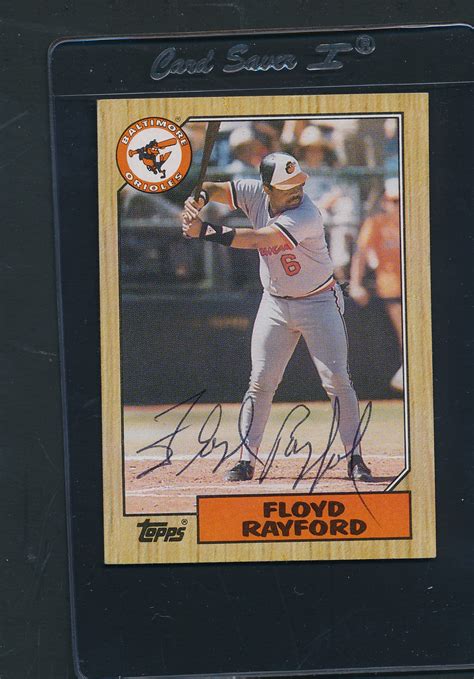 Card Saver I®
BALTIMORE
ORIOLES
®
6
Floyd Rayford
topps
®
FLOYD
RAYFORD